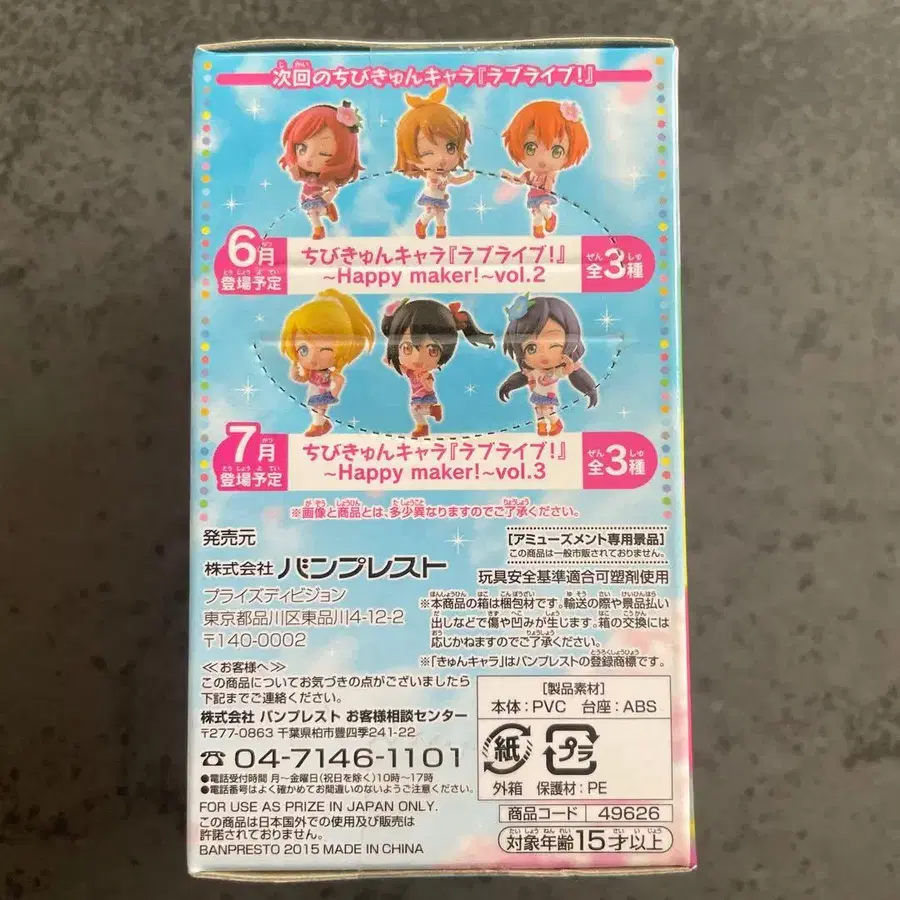 次回のちびきゅんキャラ『ラブライブ!』
6月
登場予定
ちびきゅんキャラ『ラブライブ!』
~Happy maker!~vol.2
全3種
7月
登場予定
ちびきゅんキャラ『ラブライブ!』
~Happy maker!~vol.3
全3種
※画像と商品とは、多少異なりますのでご了承ください。
発売元
株式会社 バンプレスト
プライズディビジョン
東京都品川区東品川4-12-2
〒140-0002
≪お客様へ≫
この商品についてお気づきの点がございましたら
下記までご連絡ください。
株式会社 バンプレスト お客様相談センター
〒277-0863 千葉県柏市豊四季241-22
☎04-7146-1101
●電話受付時間 月~金曜日(祝日を除く)10時~17時
●電話番号はよく確かめてお間違いのないようご注意ください。
FOR USE AS PRIZE IN JAPAN ONLY.
この商品は日本国外での使用及び販売は
許諾されておりません。
BANPRESTO 2015 MADE IN CHINA
[アミューズメント専用景品]
この商品は一般市販されておりません。
玩具安全基準適合可塑剤使用
※本商品の箱は梱包材です。輸送の際や景品払い
出しなどで傷や凹みが生じます。箱の交換には
応じかねますのでご了承ください。
※「きゅんキャラ」はバンプレストの登録商標です。
[製品素材]
本体:PVC 台座:ABS
紙
プラ
外箱 保護材:PE
商品コード 49626
対象年齢15才以上